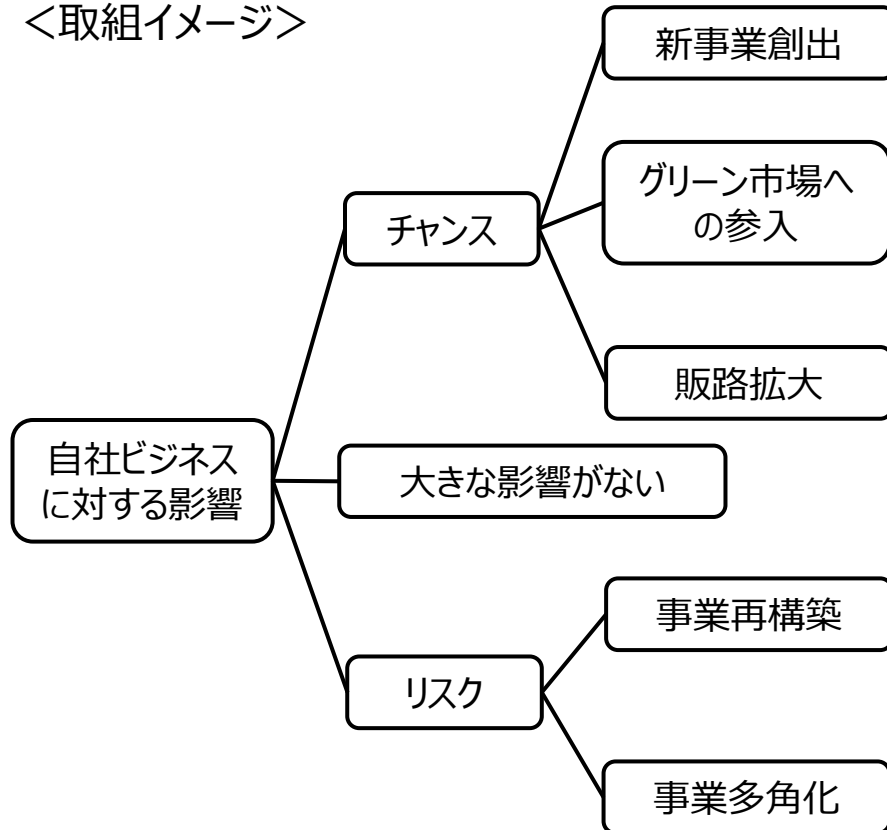 ＜取組イメージ＞
新事業創出
グリーン市場へ
の参入
チャンス
販路拡大
自社ビジネス
に対する影響
大きな影響がない
事業再構築
リスク
事業多角化